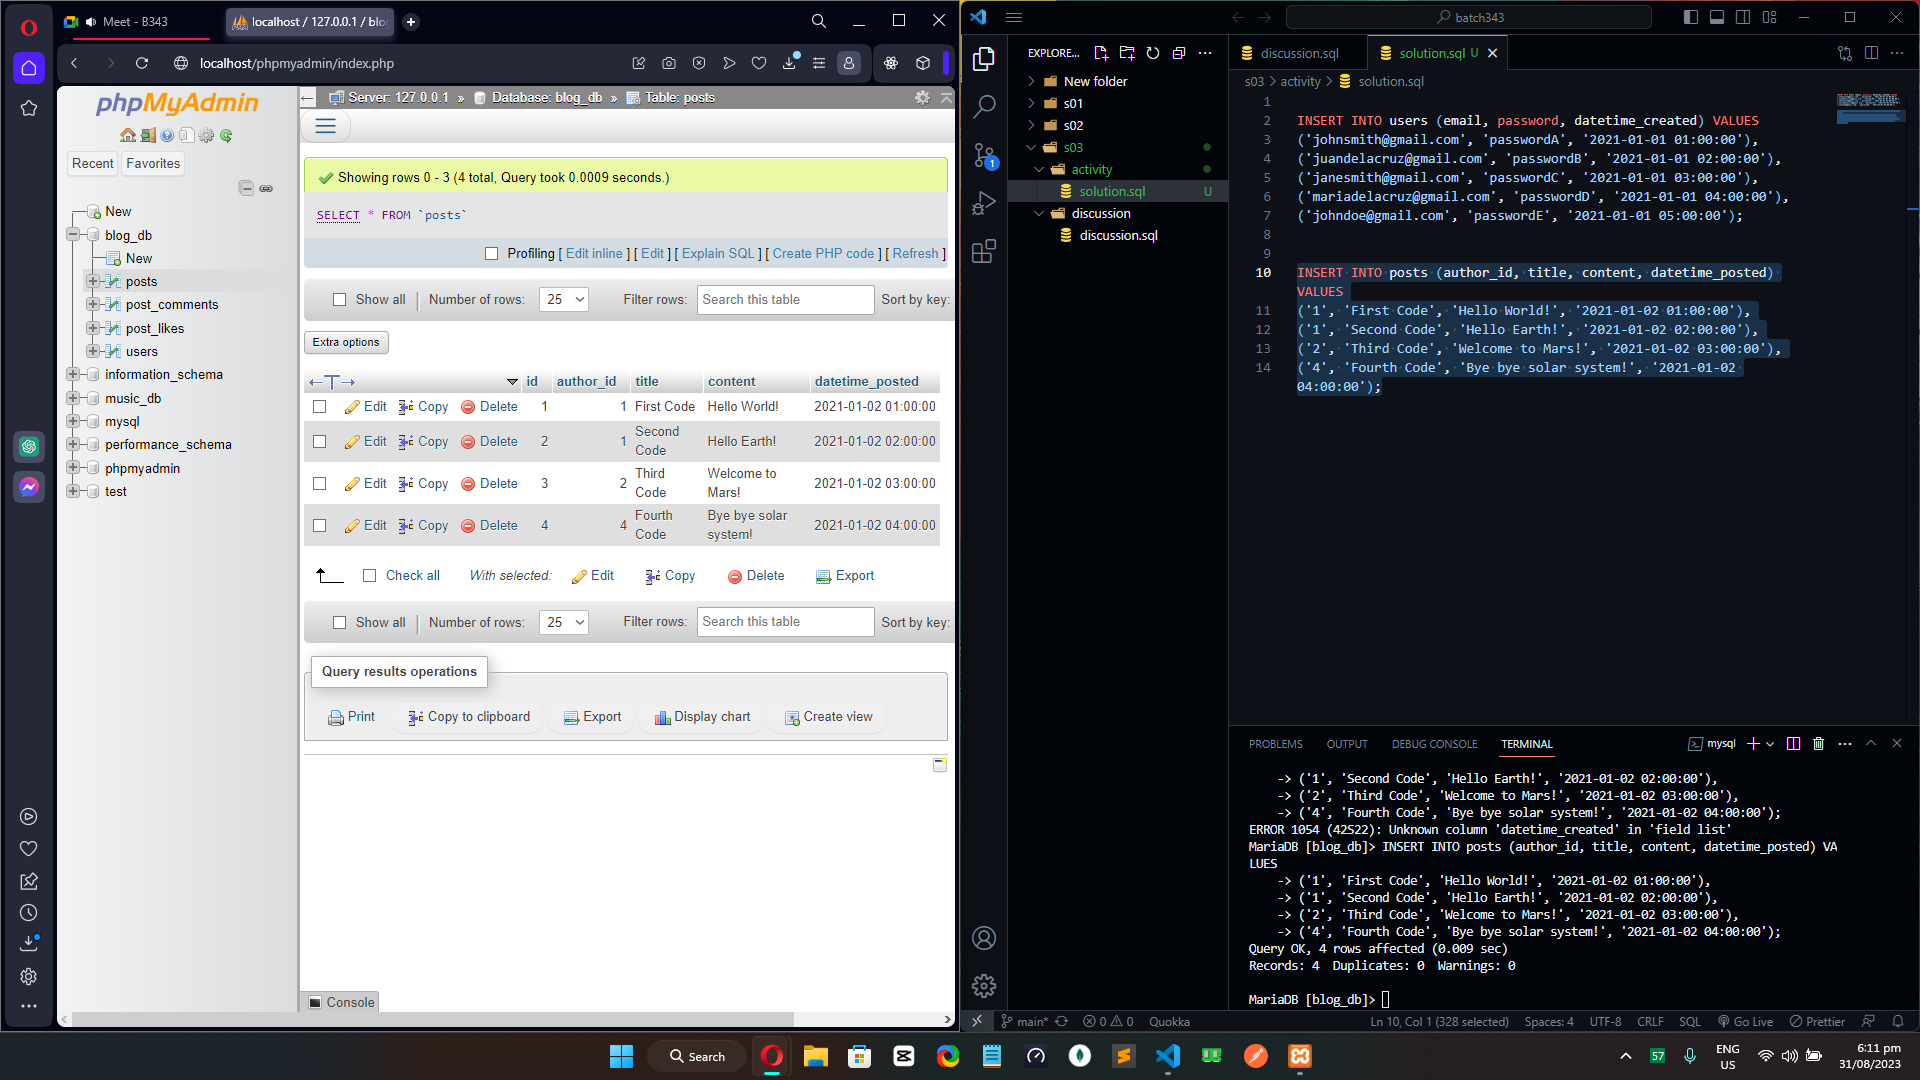 Meet - B343
localhost / 127.0.0.1 / blo
localhost/phpmyadmin/index.php
phpMyAdmin
Recent
Favorites
New
blog_db
New
posts
post_comments
post_likes
users
information_schema
music_db
mysql
performance_schema
phpmyadmin
test
Server: 127.0.0.1 » Database: blog_db » Table: posts
Showing rows 0 - 3 (4 total, Query took 0.0009 seconds.)
SELECT * FROM `posts`
Profiling [ Edit inline ] [ Edit ] [ Explain SQL ] [ Create PHP code ] [ Refresh ]
Show all | Number of rows: 25 Filter rows: Search this table Sort by key:
Extra options
id author_id title content datetime_posted
Edit Copy Delete 1 1 First Code Hello World! 2021-01-02 01:00:00
Edit Copy Delete 2 1 Second Code Hello Earth! 2021-01-02 02:00:00
Edit Copy Delete 3 2 Third Code Welcome to Mars! 2021-01-02 03:00:00
Edit Copy Delete 4 4 Fourth Code Bye bye solar system! 2021-01-02 04:00:00
Check all With selected: Edit Copy Delete Export
Show all | Number of rows: 25 Filter rows: Search this table Sort by key:
Query results operations
Print Copy to clipboard Export Display chart Create view
Console
batch343
EXPLORE...
New folder
s01
s02
s03
activity
solution.sql U
discussion
discussion.sql
1
discussion.sql
solution.sql U
s03 > activity > solution.sql
1
2 INSERT INTO users (email, password, datetime_created) VALUES
3 ('johnsmith@gmail.com', 'passwordA', '2021-01-01 01:00:00'),
4 ('juandelacruz@gmail.com', 'passwordB', '2021-01-01 02:00:00'),
5 ('janesmith@gmail.com', 'passwordC', '2021-01-01 03:00:00'),
6 ('mariadelacruz@gmail.com', 'passwordD', '2021-01-01 04:00:00'),
7 ('johndoe@gmail.com', 'passwordE', '2021-01-01 05:00:00');
8
9
10 INSERT INTO posts (author_id, title, content, datetime_posted)
VALUES
11 ('1', 'First Code', 'Hello World!', '2021-01-02 01:00:00'),
12 ('1', 'Second Code', 'Hello Earth!', '2021-01-02 02:00:00'),
13 ('2', 'Third Code', 'Welcome to Mars!', '2021-01-02 03:00:00'),
14 ('4', 'Fourth Code', 'Bye bye solar system!', '2021-01-02
04:00:00');
PROBLEMS OUTPUT DEBUG CONSOLE TERMINAL
mysql
-> ('1', 'Second Code', 'Hello Earth!', '2021-01-02 02:00:00'),
-> ('2', 'Third Code', 'Welcome to Mars!', '2021-01-02 03:00:00'),
-> ('4', 'Fourth Code', 'Bye bye solar system!', '2021-01-02 04:00:00');
ERROR 1054 (42S22): Unknown column 'datetime_created' in 'field list'
MariaDB [blog_db]> INSERT INTO posts (author_id, title, content, datetime_posted) VA
LUES
-> ('1', 'First Code', 'Hello World!', '2021-01-02 01:00:00'),
-> ('1', 'Second Code', 'Hello Earth!', '2021-01-02 02:00:00'),
-> ('2', 'Third Code', 'Welcome to Mars!', '2021-01-02 03:00:00'),
-> ('4', 'Fourth Code', 'Bye bye solar system!', '2021-01-02 04:00:00');
Query OK, 4 rows affected (0.009 sec)
Records: 4 Duplicates: 0 Warnings: 0
MariaDB [blog_db]>
main* 0 0 Quokka
Ln 10, Col 1 (328 selected) Spaces: 4 UTF-8 CRLF SQL Go Live Prettier
Search
57
ENG
US
6:11 pm
31/08/2023